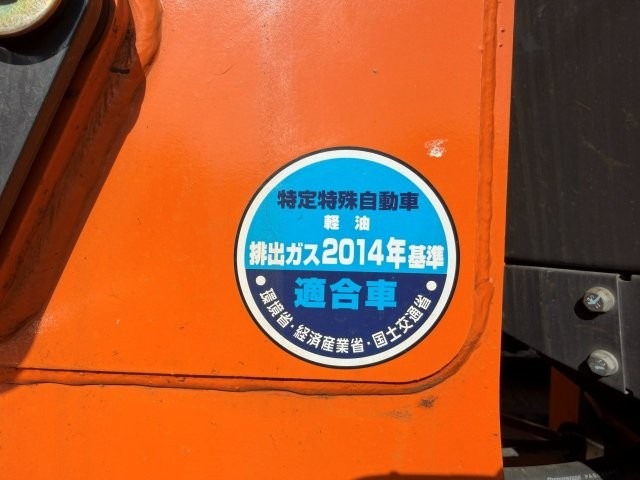 特定特殊自動車
軽油
排出ガス2014年基準
適合車
環境省・経済産業省・国土交通省